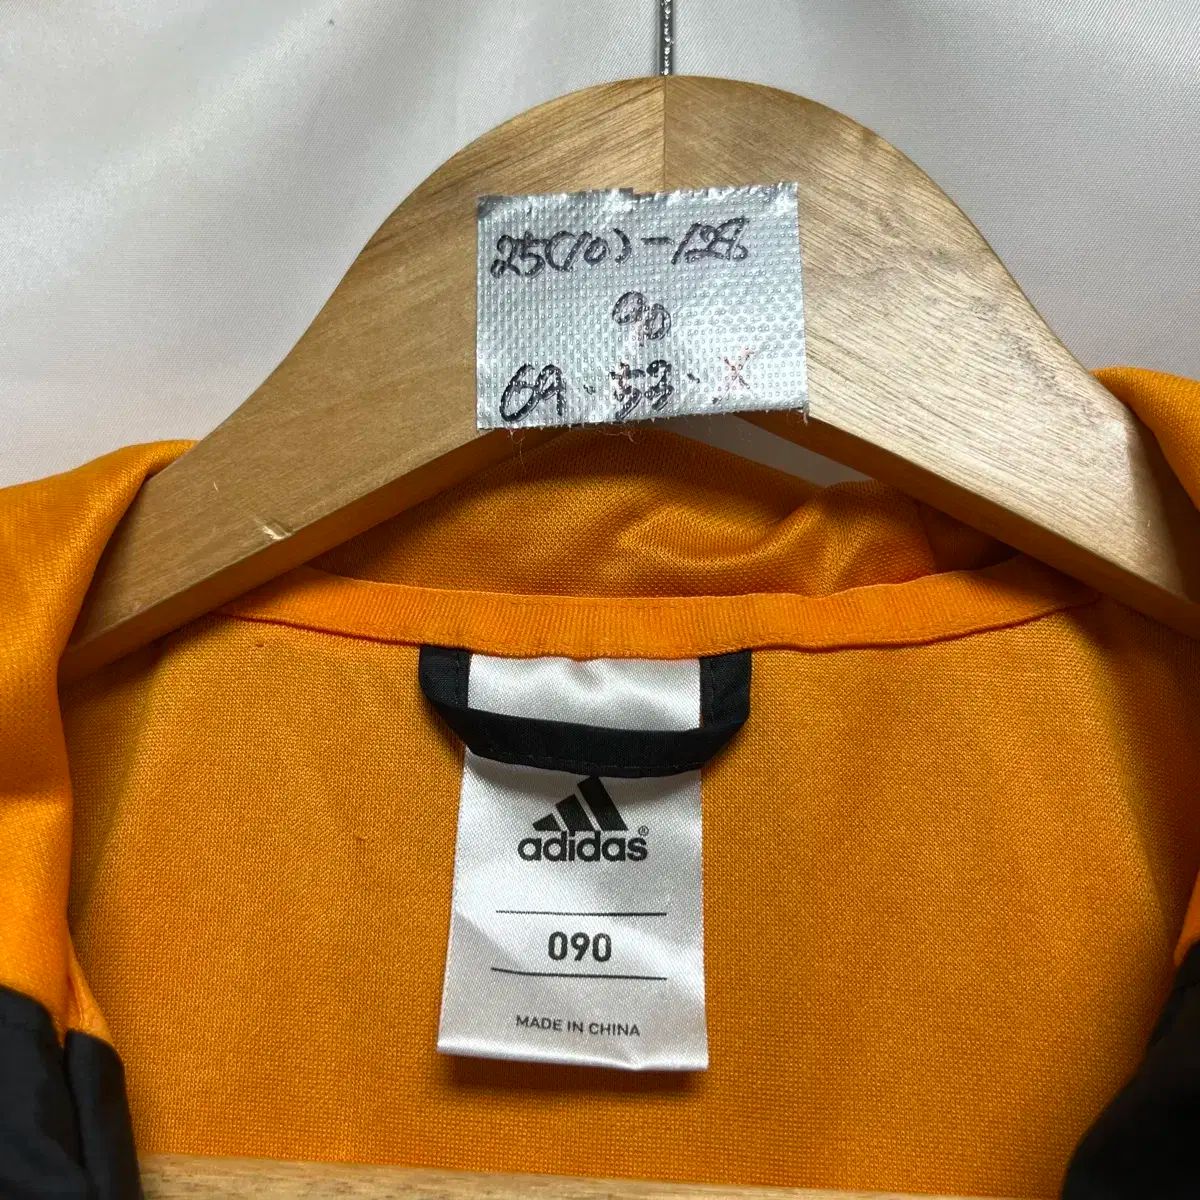 25(10)-128
90
69.53.X
adidas®
090
MADE IN CHINA